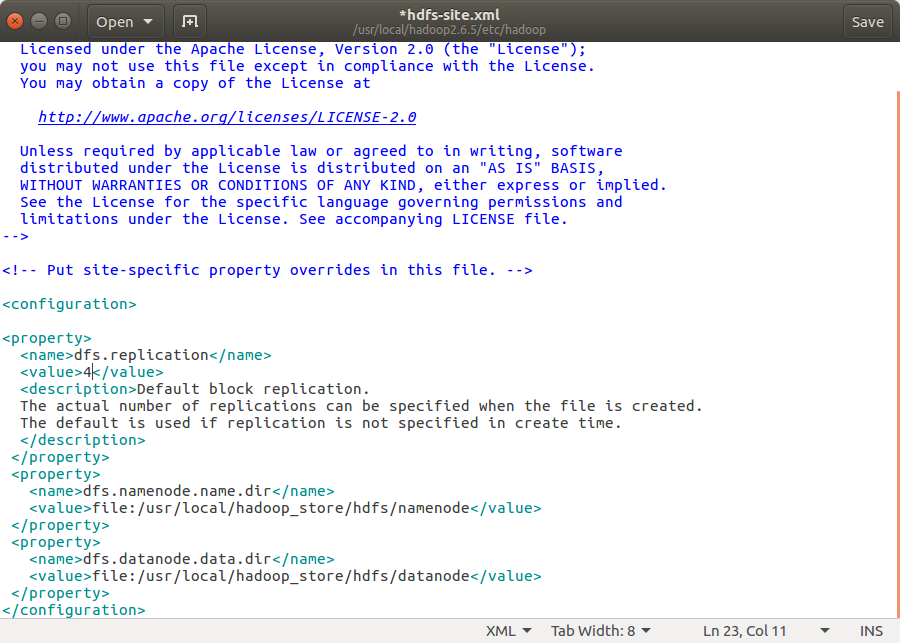 Open
*hdfs-site.xml
/usr/local/hadoop2.6.5/etc/hadoop
Save
Licensed under the Apache License, Version 2.0 (the "License");
you may not use this file except in compliance with the License.
You may obtain a copy of the License at
http://www.apache.org/licenses/LICENSE-2.0
Unless required by applicable law or agreed to in writing, software
distributed under the License is distributed on an "AS IS" BASIS,
WITHOUT WARRANTIES OR CONDITIONS OF ANY KIND, either express or implied.
See the License for the specific language governing permissions and
limitations under the License. See accompanying LICENSE file.
-->
<!-- Put site-specific property overrides in this file. -->
<configuration>
<property>
<name>dfs.replication</name>
<value>4</value>
<description>Default block replication.
The actual number of replications can be specified when the file is created.
The default is used if replication is not specified in create time.
</description>
</property>
<property>
<name>dfs.namenode.name.dir</name>
<value>file:/usr/local/hadoop_store/hdfs/namenode</value>
</property>
<property>
<name>dfs.datanode.data.dir</name>
<value>file:/usr/local/hadoop_store/hdfs/datanode</value>
</property>
</configuration>
XML
Tab Width: 8
Ln 23, Col 11
INS